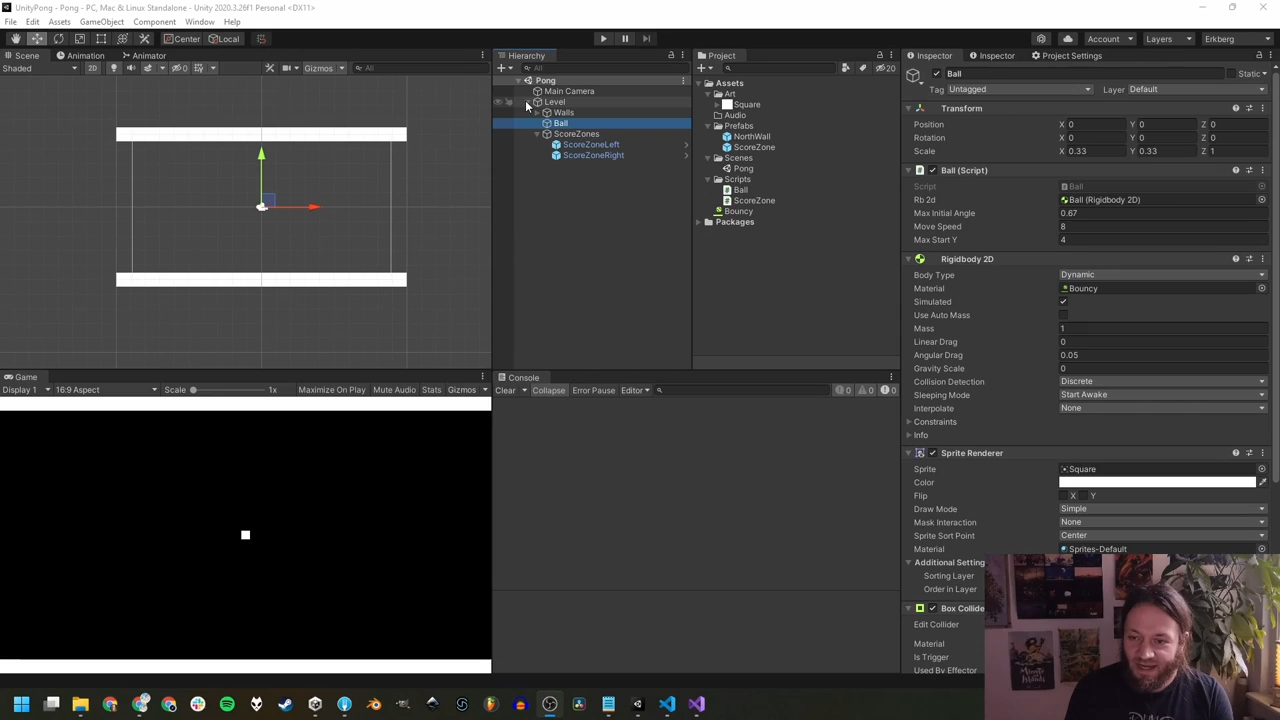 UnityPong - Pong - PC, Mac & Linux Standalone - Unity 2020.3.26f1 Personal <DX11>
File Edit Assets GameObject Component Window Help
Center Local
Account Layers Erkberg
Scene Animation Animator
Shaded 2D 0 Gizmos All
Hierarchy
All
Pong
Main Camera
Level
Walls
Ball
ScoreZones
ScoreZoneLeft
ScoreZoneRight
Project
20
Assets
Art
Square
Audio
Prefabs
NorthWall
ScoreZone
Scenes
Pong
Scripts
Ball
ScoreZone
Bouncy
Packages
Inspector Inspector Project Settings
Ball Static
Tag Untagged Layer Default
Transform
Position X 0 Y 0 Z 0
Rotation X 0 Y 0 Z 0
Scale X 0.33 Y 0.33 Z 1
Ball (Script)
Script Ball
Rb 2d Ball (Rigidbody 2D)
Max Initial Angle 0.67
Move Speed 8
Max Start Y 4
Rigidbody 2D
Body Type Dynamic
Material Bouncy
Simulated
Use Auto Mass
Mass 1
Linear Drag 0
Angular Drag 0.05
Gravity Scale 0
Collision Detection Discrete
Sleeping Mode Start Awake
Interpolate None
Constraints
Info
Sprite Renderer
Sprite Square
Color
Flip X Y
Draw Mode Simple
Mask Interaction None
Sprite Sort Point Center
Material Sprites-Default
Additional Setting
Sorting Layer
Order in Layer
Box Collide
Edit Collider
Material
Is Trigger
Used By Effector
Game
Display 1 16:9 Aspect Scale 1x Maximize On Play Mute Audio Stats Gizmos
Console
Clear Collapse Error Pause Editor 0 0 0